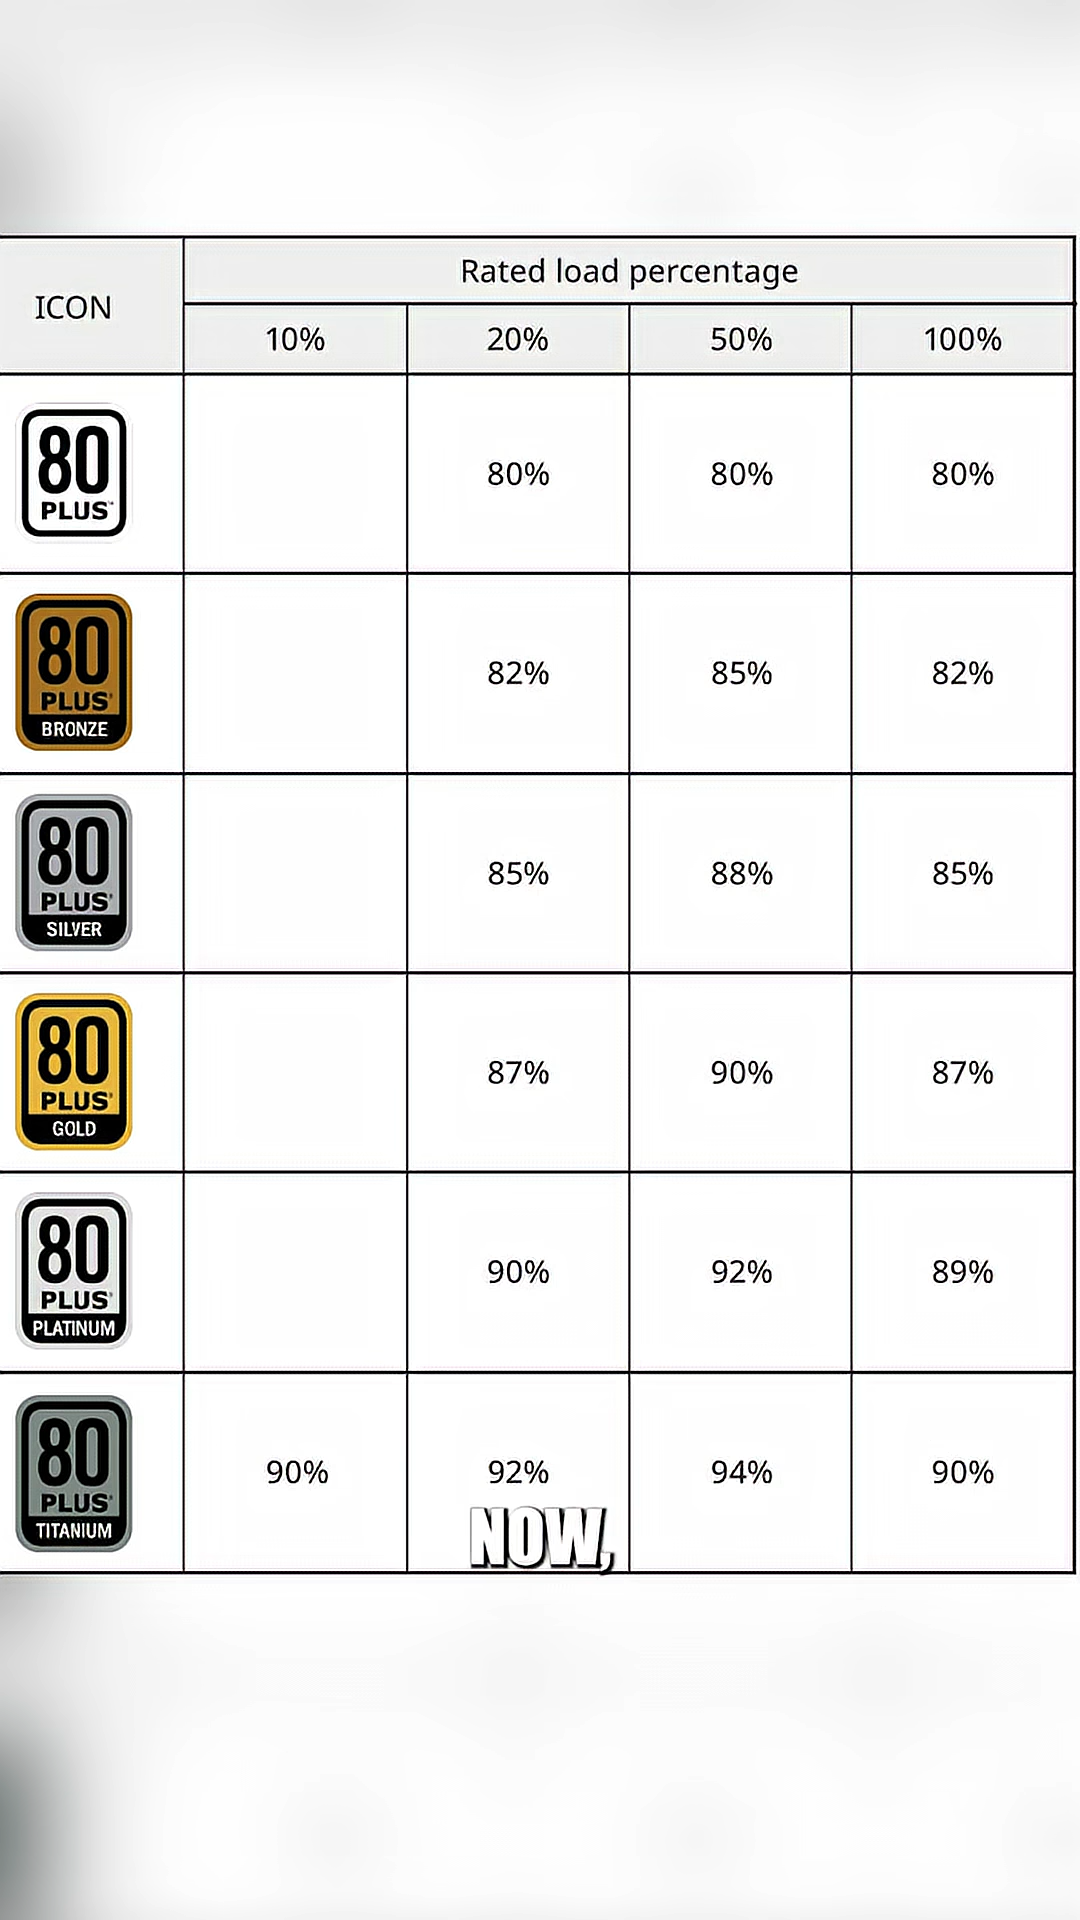 ICON
Rated load percentage
10% 20% 50% 100%
80
PLUS
80% 80% 80%
80
PLUS
BRONZE
82% 85% 82%
80
PLUS
SILVER
85% 88% 85%
80
PLUS
GOLD
87% 90% 87%
80
PLUS
PLATINUM
90% 92% 89%
80
PLUS
TITANIUM
90% 92% 94% 90%
NOW,